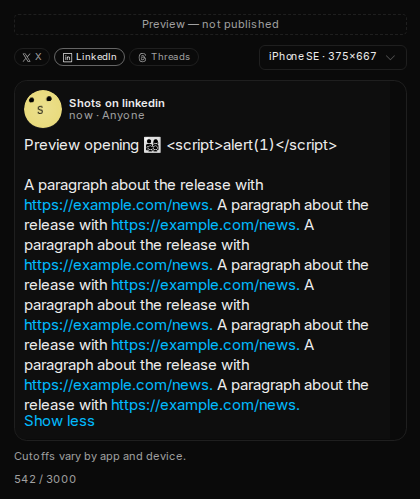 Preview — not published
X
LinkedIn
Threads
iPhone SE · 375×667
S
Shots on linkedin
now · Anyone
Preview opening 👨‍👩‍👧‍👦 <script>alert(1)</script>
A paragraph about the release with
https://example.com/news. A paragraph about the
release with https://example.com/news. A
paragraph about the release with
https://example.com/news. A paragraph about the
release with https://example.com/news. A
paragraph about the release with
https://example.com/news. A paragraph about the
release with https://example.com/news. A
paragraph about the release with
https://example.com/news. A paragraph about the
release with https://example.com/news.
Show less
Cutoffs vary by app and device.
542 / 3000